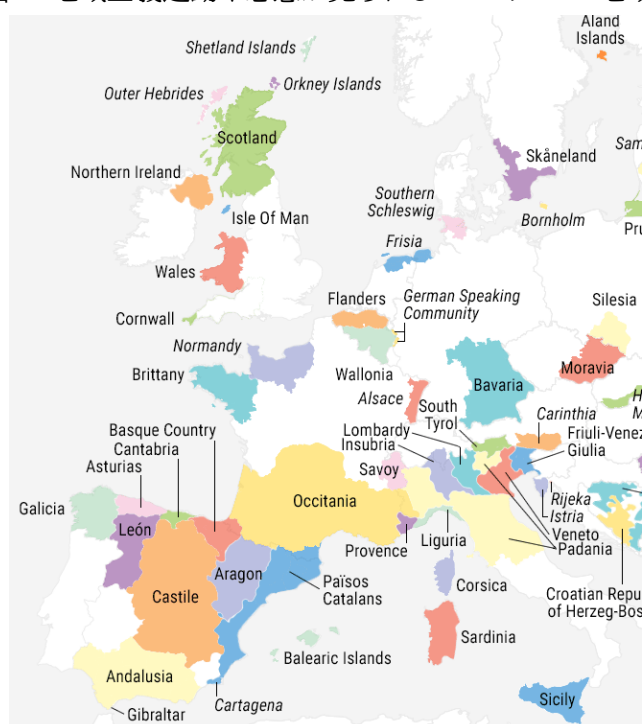 Aland
Islands
Shetland Islands
Orkney Islands
Outer Hebrides
Scotland
Skåneland
Northern Ireland
Southern
Schleswig
Isle Of Man
Bornholm
Frisia
Wales
Flanders
German Speaking
Community
Silesia
Cornwall
Normandy
Wallonia
Moravia
Brittany
Alsace
Bavaria
South
Tyrol
Carinthia
Basque Country
Lombardy
Friuli-Venez
Cantabria
Insubria
Giulia
Asturias
Savoy
Rijeka
Galicia
Occitania
Istria
León
Veneto
Provence
Liguria
Padania
Aragon
Castile
Països
Catalans
Corsica
Croatian Repu
of Herzeg-Bos
Sardinia
Balearic Islands
Andalusia
Cartagena
Sicily
Gibraltar